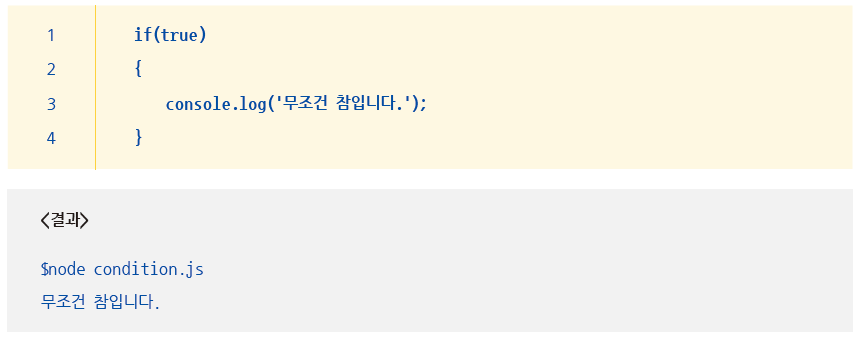 1 if(true)
2 {
3 console.log('무조건 참입니다.');
4 }
<결과>
$node condition.js
무조건 참입니다.